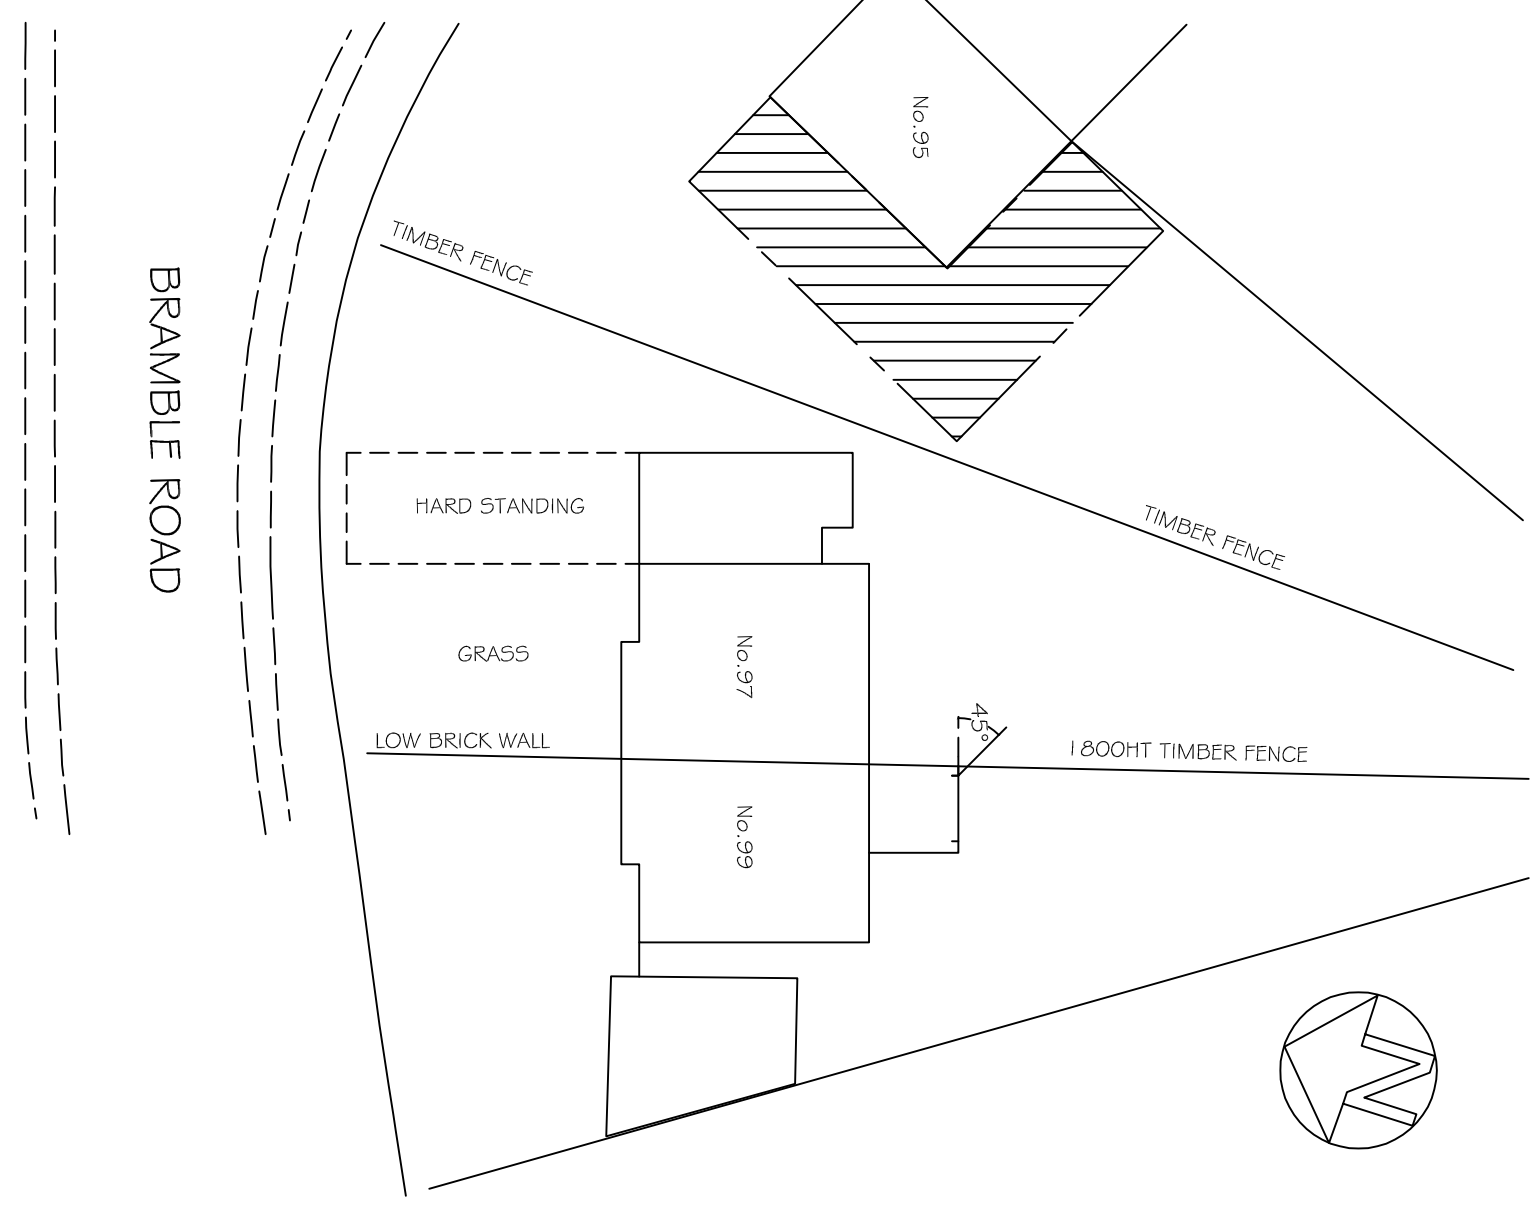 No.95
TIMBER FENCE
BRAMBLE ROAD
HARD STANDING
TIMBER FENCE
GRASS
No.97
45°
LOW BRICK WALL
1800HT TIMBER FENCE
No.99
N